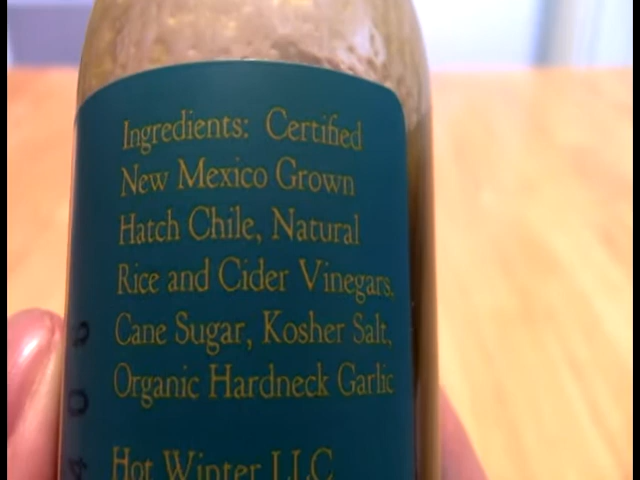 Ingredients: Certified
New Mexico Grown
Hatch Chile, Natural
Rice and Cider Vinegars,
Cane Sugar, Kosher Salt,
Organic Hardneck Garlic
Hot Winter LLC